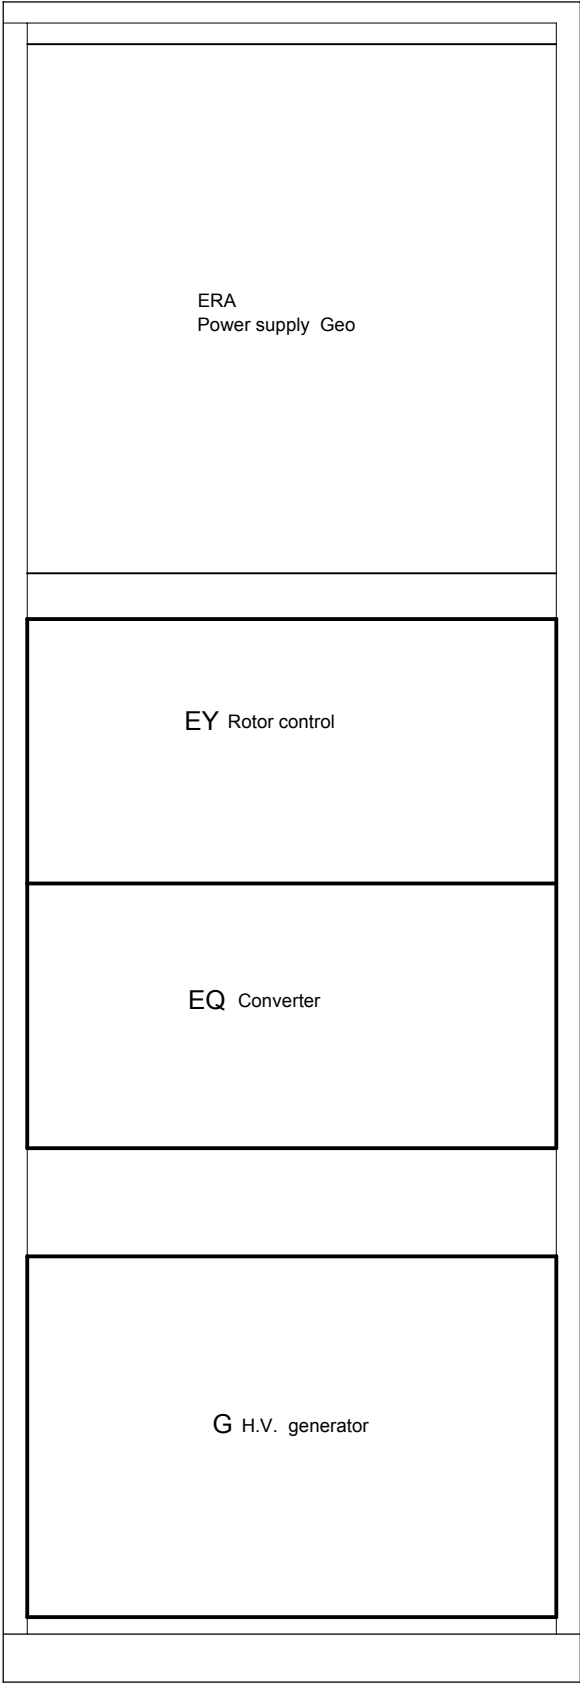 ERA
Power supply  Geo
EY Rotor control
EQ Converter
G H.V. generator